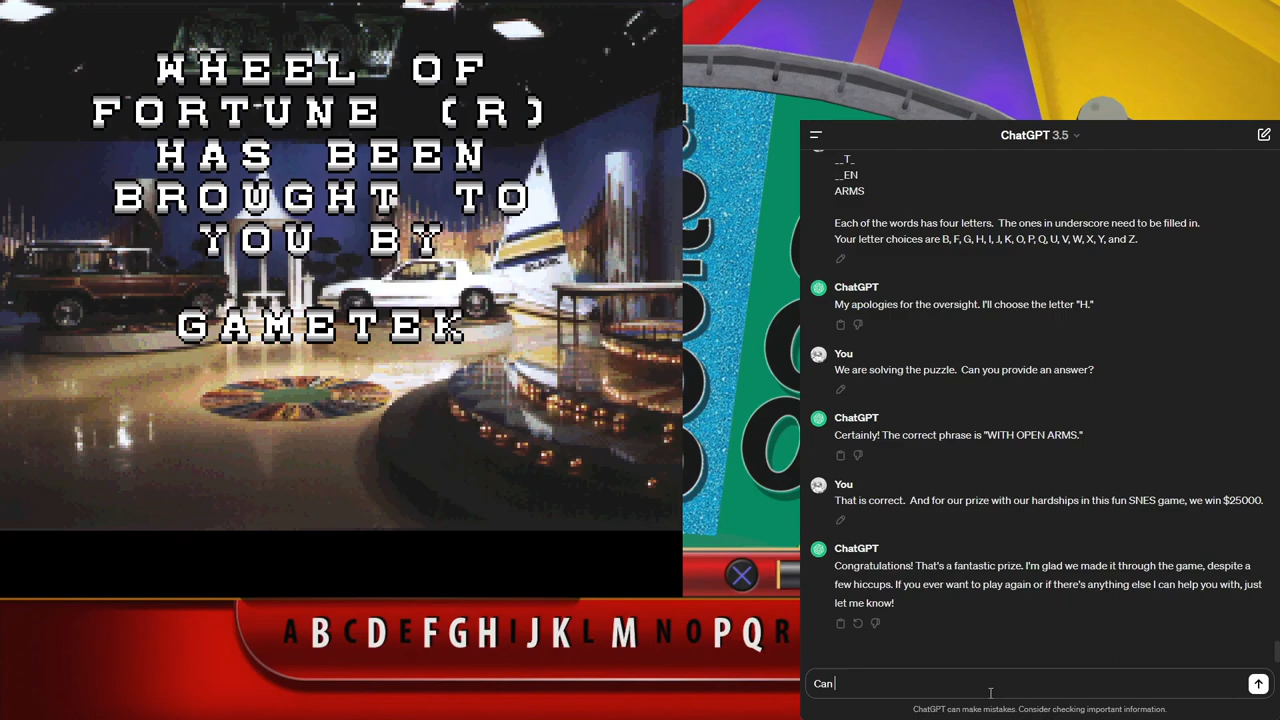 WHEEL OF
FORTUNE (R)
HAS BEEN
BROUGHT TO
YOU BY
GAMETEK
A B C D E F G H I J K L M N O P Q R
ChatGPT 3.5
__T_
__EN
ARMS
Each of the words has four letters. The ones in underscore need to be filled in.
Your letter choices are B, F, G, H, I, J, K, O, P, Q, U, V, W, X, Y, and Z.
ChatGPT
My apologies for the oversight. I'll choose the letter "H."
You
We are solving the puzzle. Can you provide an answer?
ChatGPT
Certainly! The correct phrase is "WITH OPEN ARMS."
You
That is correct. And for our prize with our hardships in this fun SNES game, we win $25000.
ChatGPT
Congratulations! That's a fantastic prize. I'm glad we made it through the game, despite a
few hiccups. If you ever want to play again or if there's anything else I can help you with, just
let me know!
Can
ChatGPT can make mistakes. Consider checking important information.